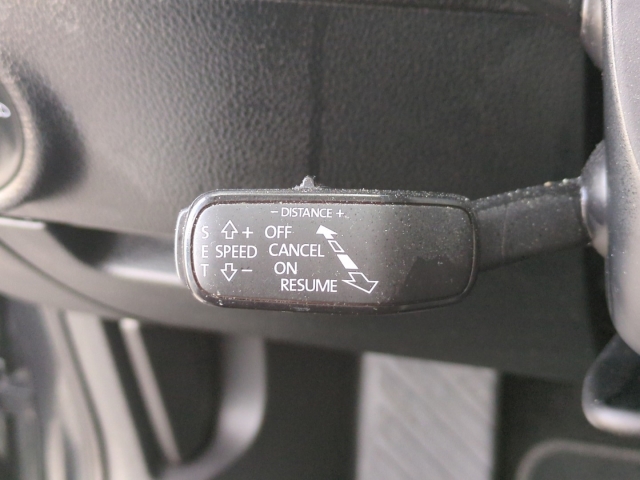 - DISTANCE +
S + OFF
E SPEED CANCEL
T - ON
RESUME